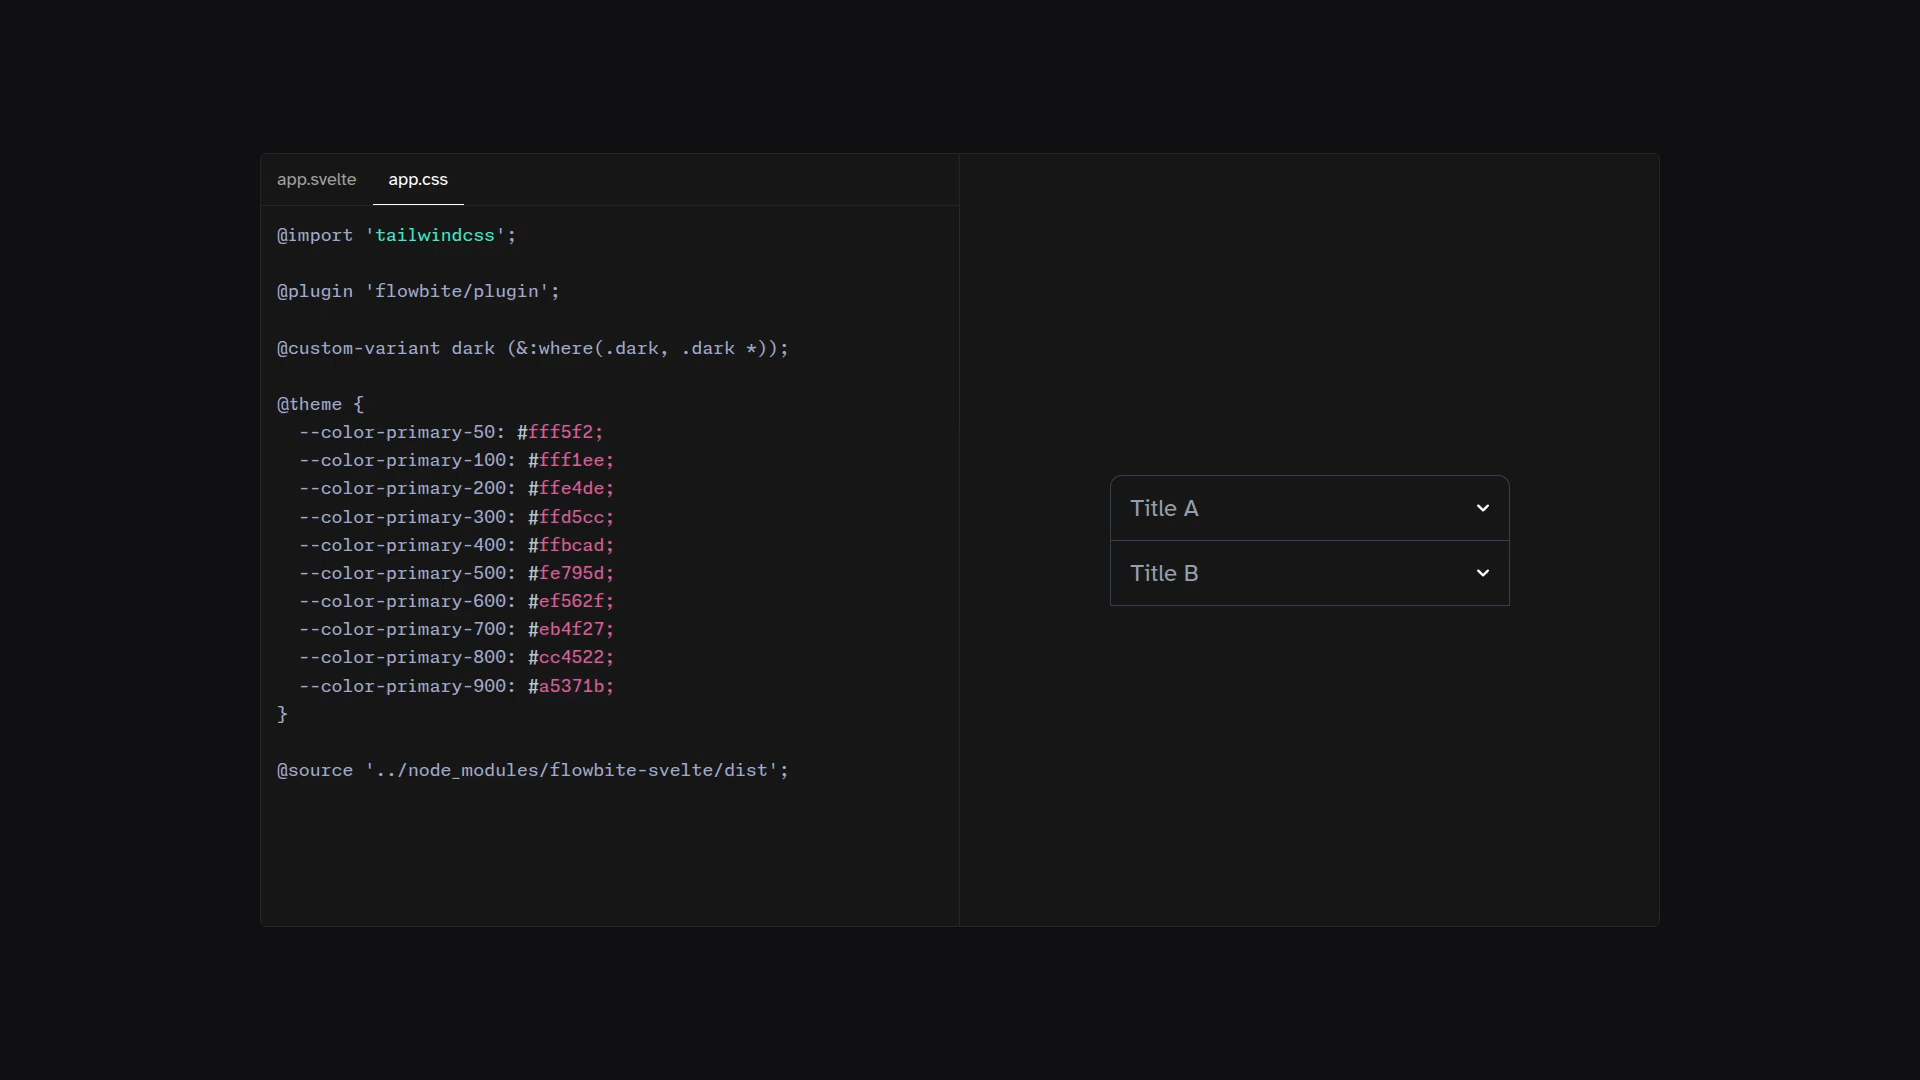 app.svelte app.css
@import 'tailwindcss';
@plugin 'flowbite/plugin';
@custom-variant dark (&:where(.dark, .dark *));
@theme {
--color-primary-50: #fff5f2;
--color-primary-100: #fff1ee;
--color-primary-200: #ffe4de;
--color-primary-300: #ffd5cc;
--color-primary-400: #ffbcad;
--color-primary-500: #fe795d;
--color-primary-600: #ef562f;
--color-primary-700: #eb4f27;
--color-primary-800: #cc4522;
--color-primary-900: #a5371b;
}
@source '../node_modules/flowbite-svelte/dist';
Title A
Title B